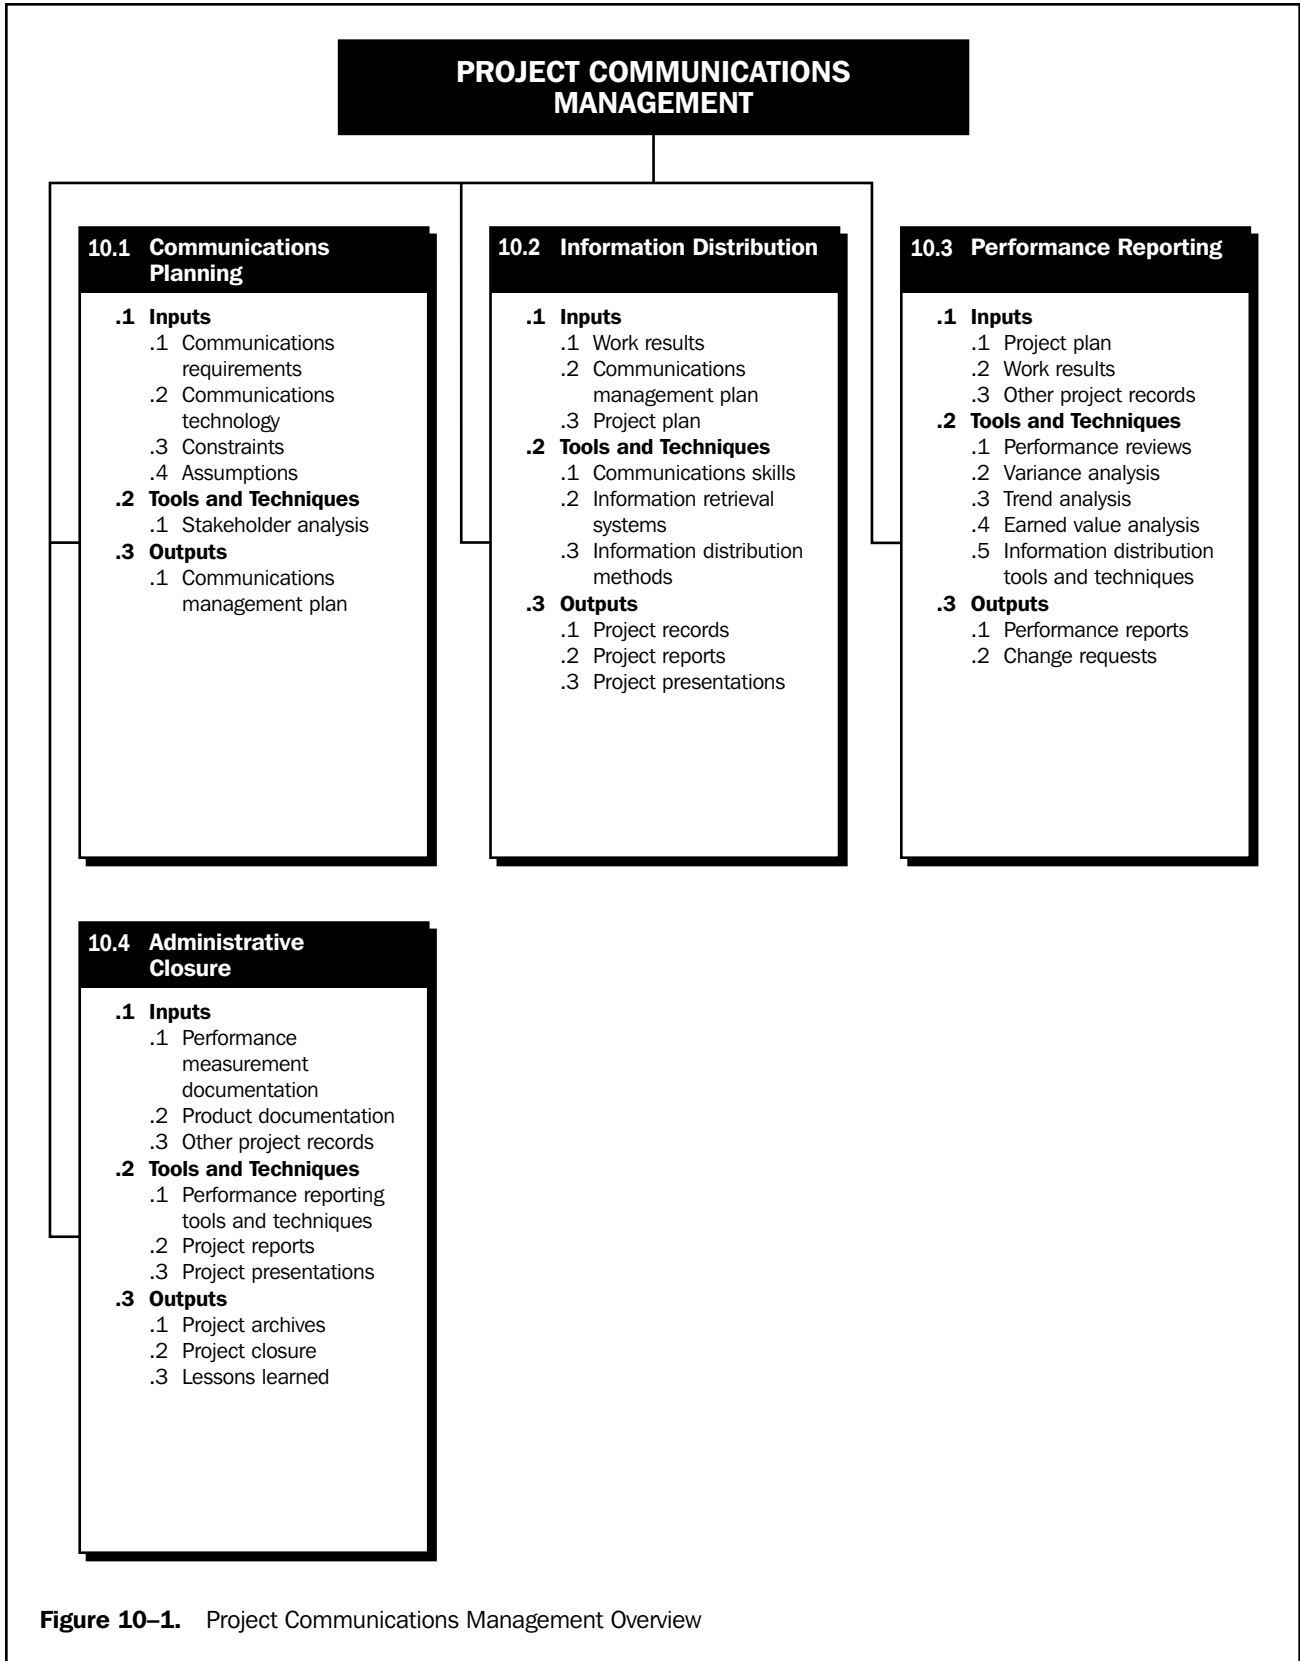 PROJECT COMMUNICATIONS
MANAGEMENT
10.1 Communications
Planning
.1 Inputs
.1 Communications
requirements
.2 Communications
technology
.3 Constraints
.4 Assumptions
.2 Tools and Techniques
.1 Stakeholder analysis
.3 Outputs
.1 Communications
management plan
10.2 Information Distribution
.1 Inputs
.1 Work results
.2 Communications
management plan
.3 Project plan
.2 Tools and Techniques
.1 Communications skills
.2 Information retrieval
systems
.3 Information distribution
methods
.3 Outputs
.1 Project records
.2 Project reports
.3 Project presentations
10.3 Performance Reporting
.1 Inputs
.1 Project plan
.2 Work results
.3 Other project records
.2 Tools and Techniques
.1 Performance reviews
.2 Variance analysis
.3 Trend analysis
.4 Earned value analysis
.5 Information distribution
tools and techniques
.3 Outputs
.1 Performance reports
.2 Change requests
10.4 Administrative
Closure
.1 Inputs
.1 Performance
measurement
documentation
.2 Product documentation
.3 Other project records
.2 Tools and Techniques
.1 Performance reporting
tools and techniques
.2 Project reports
.3 Project presentations
.3 Outputs
.1 Project archives
.2 Project closure
.3 Lessons learned
Figure 10–1. Project Communications Management Overview